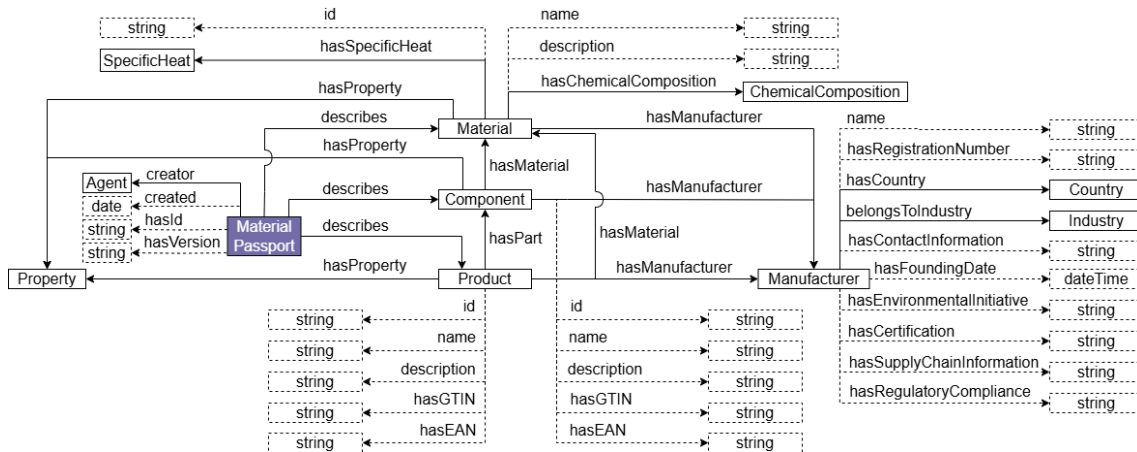 id
string
name
string
hasSpecificHeat
SpecificHeat
description
string
hasChemicalComposition
ChemicalComposition
hasProperty
describes
Material
hasManufacturer
name
string
hasProperty
hasMaterial
hasRegistrationNumber
string
Agent
creator
describes
Component
hasManufacturer
hasCountry
Country
date
created
string
hasId
Material
Passport
describes
hasPart
hasMaterial
belongsToIndustry
Industry
string
hasVersion
hasContactInformation
string
Property
hasProperty
Product
hasManufacturer
Manufacturer
hasFoundingDate
dateTime
string
id
id
string
hasEnvironmentalInitiative
string
string
name
name
string
hasCertification
string
string
description
description
string
hasSupplyChainInformation
string
string
hasGTIN
hasGTIN
string
hasRegulatoryCompliance
string
string
hasEAN
hasEAN
string